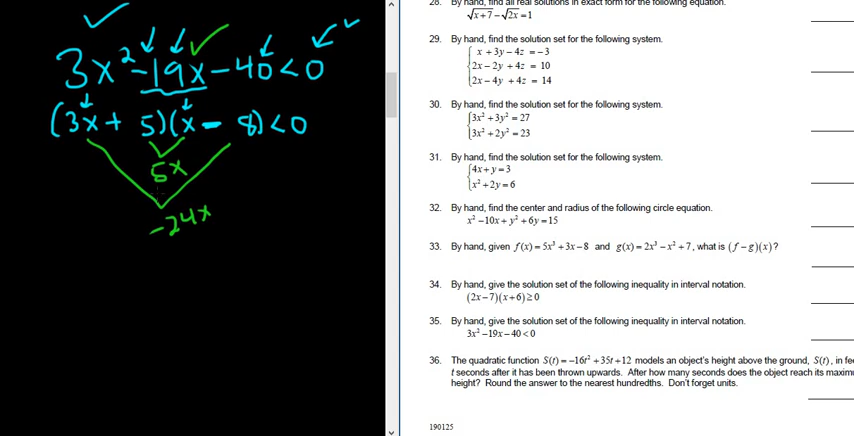 3x² - 19x - 40 < 0
(3x + 5)(x - 8) < 0
5x
-24x
28. By hand, find all real solutions in exact form for the following equation.
√x+7 - √2x = 1
29. By hand, find the solution set for the following system.
x + 3y - 4z = -3
2x - 2y + 4z = 10
2x - 4y + 4z = 14
30. By hand, find the solution set for the following system.
3x² + 3y² = 27
3x² + 2y² = 23
31. By hand, find the solution set for the following system.
4x + y = 3
x² + 2y = 6
32. By hand, find the center and radius of the following circle equation.
x² - 10x + y² + 6y = 15
33. By hand, given f(x) = 5x³ + 3x - 8 and g(x) = 2x³ - x² + 7, what is (f - g)(x)?
34. By hand, give the solution set of the following inequality in interval notation.
(2x - 7)(x + 6) ≥ 0
35. By hand, give the solution set of the following inequality in interval notation.
3x² - 19x - 40 < 0
36. The quadratic function S(t) = -16t² + 35t + 12 models an object's height above the ground, S(t), in fe
t seconds after it has been thrown upwards. After how many seconds does the object reach its maxim
height? Round the answer to the nearest hundredths. Don't forget units.
190125